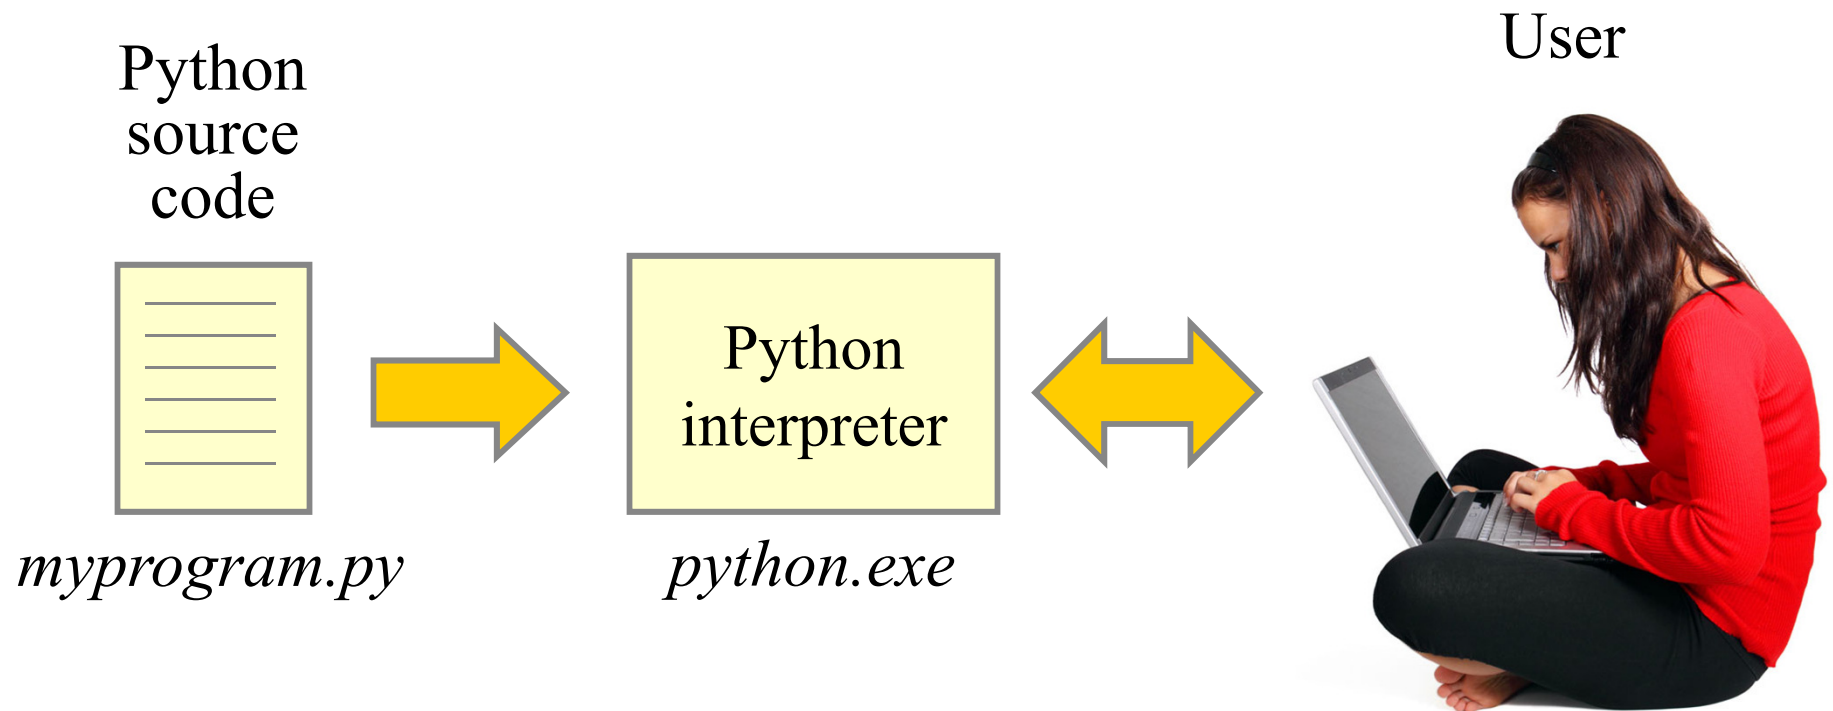 Python
source
code
myprogram.py
Python
interpreter
python.exe
User